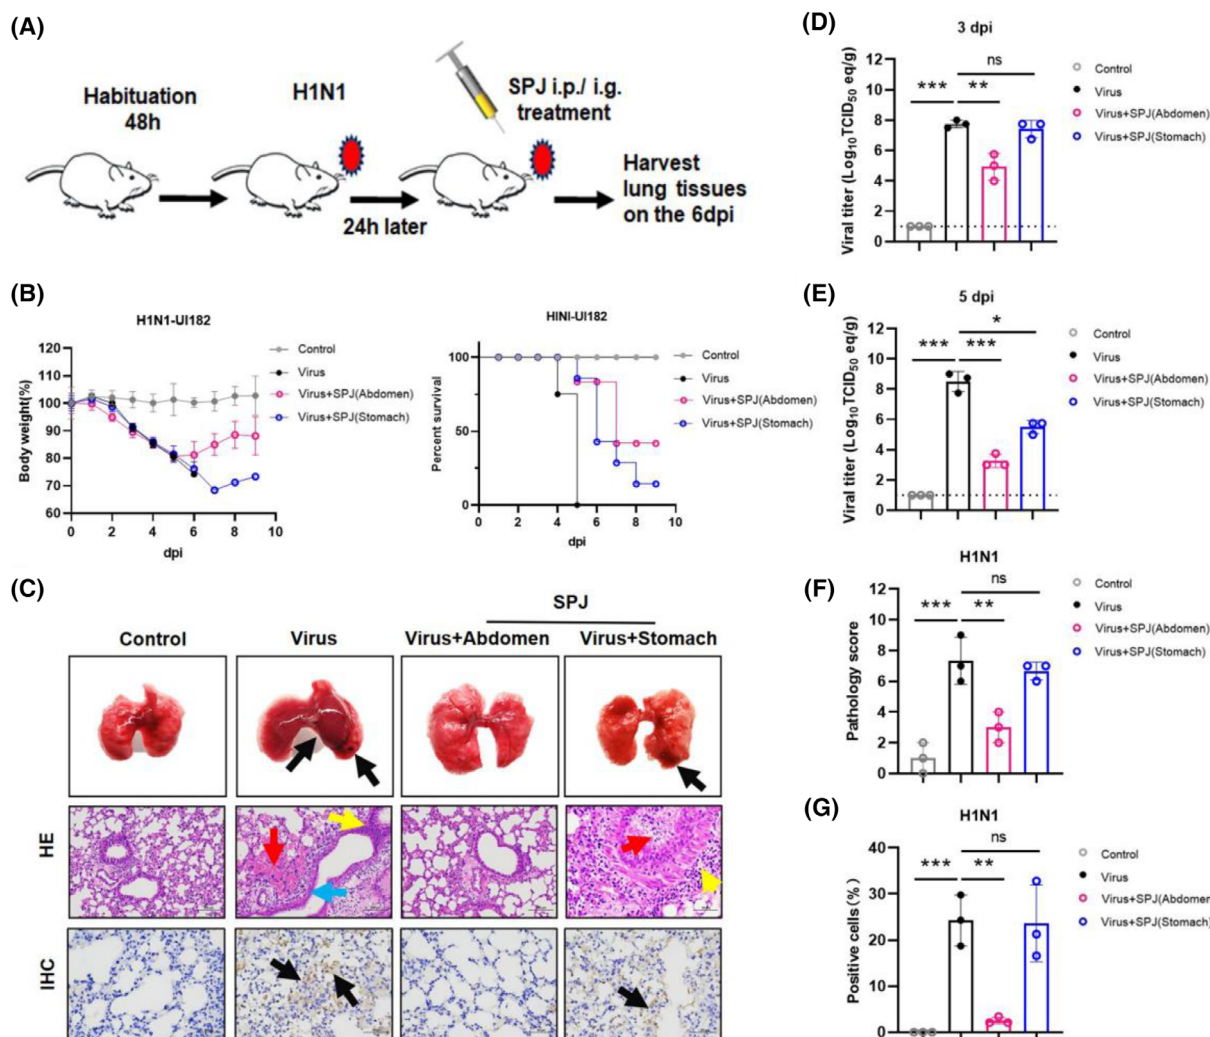 (A)
Habituation
48h
H1N1
24h later
SPJ i.p./ i.g.
treatment
Harvest
lung tissues
on the 6dpi
(B)
H1N1-UI182
Body weight(%)
120
110
100
90
80
70
60
0
2
4
6
8
10
dpi
Control
Virus
Virus+SPJ(Abdomen)
Virus+SPJ(Stomach)
HINI-UI182
Percent survival
100
50
0
0
2
4
6
8
10
dpi
Control
Virus
Virus+SPJ(Abdomen)
Virus+SPJ(Stomach)
(C)
SPJ
Control
Virus
Virus+Abdomen
Virus+Stomach
HE
IHC
(D)
3 dpi
Viral titer (Log10TCID50 eq/g)
12
10
8
6
4
2
0
***
**
ns
Control
Virus
Virus+SPJ(Abdomen)
Virus+SPJ(Stomach)
(E)
5 dpi
Viral titer (Log10TCID50 eq/g)
12
10
8
6
4
2
0
***
***
*
Control
Virus
Virus+SPJ(Abdomen)
Virus+SPJ(Stomach)
(F)
H1N1
Pathology score
12
10
8
6
4
2
0
***
**
ns
Control
Virus
Virus+SPJ(Abdomen)
Virus+SPJ(Stomach)
(G)
H1N1
Positive cells(%)
40
30
20
10
0
***
**
ns
Control
Virus
Virus+SPJ(Abdomen
Virus+SPJ(Stomach)